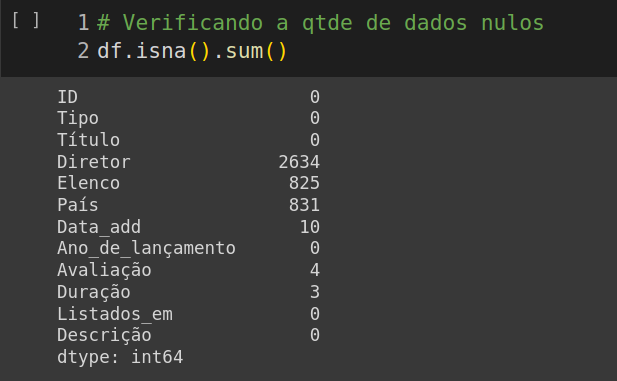 [ ] 1 # Verificando a qtde de dados nulos
2 df.isna().sum()
ID 0
Tipo 0
Título 0
Diretor 2634
Elenco 825
País 831
Data_add 10
Ano_de_lançamento 0
Avaliação 4
Duração 3
Listados_em 0
Descrição 0
dtype: int64